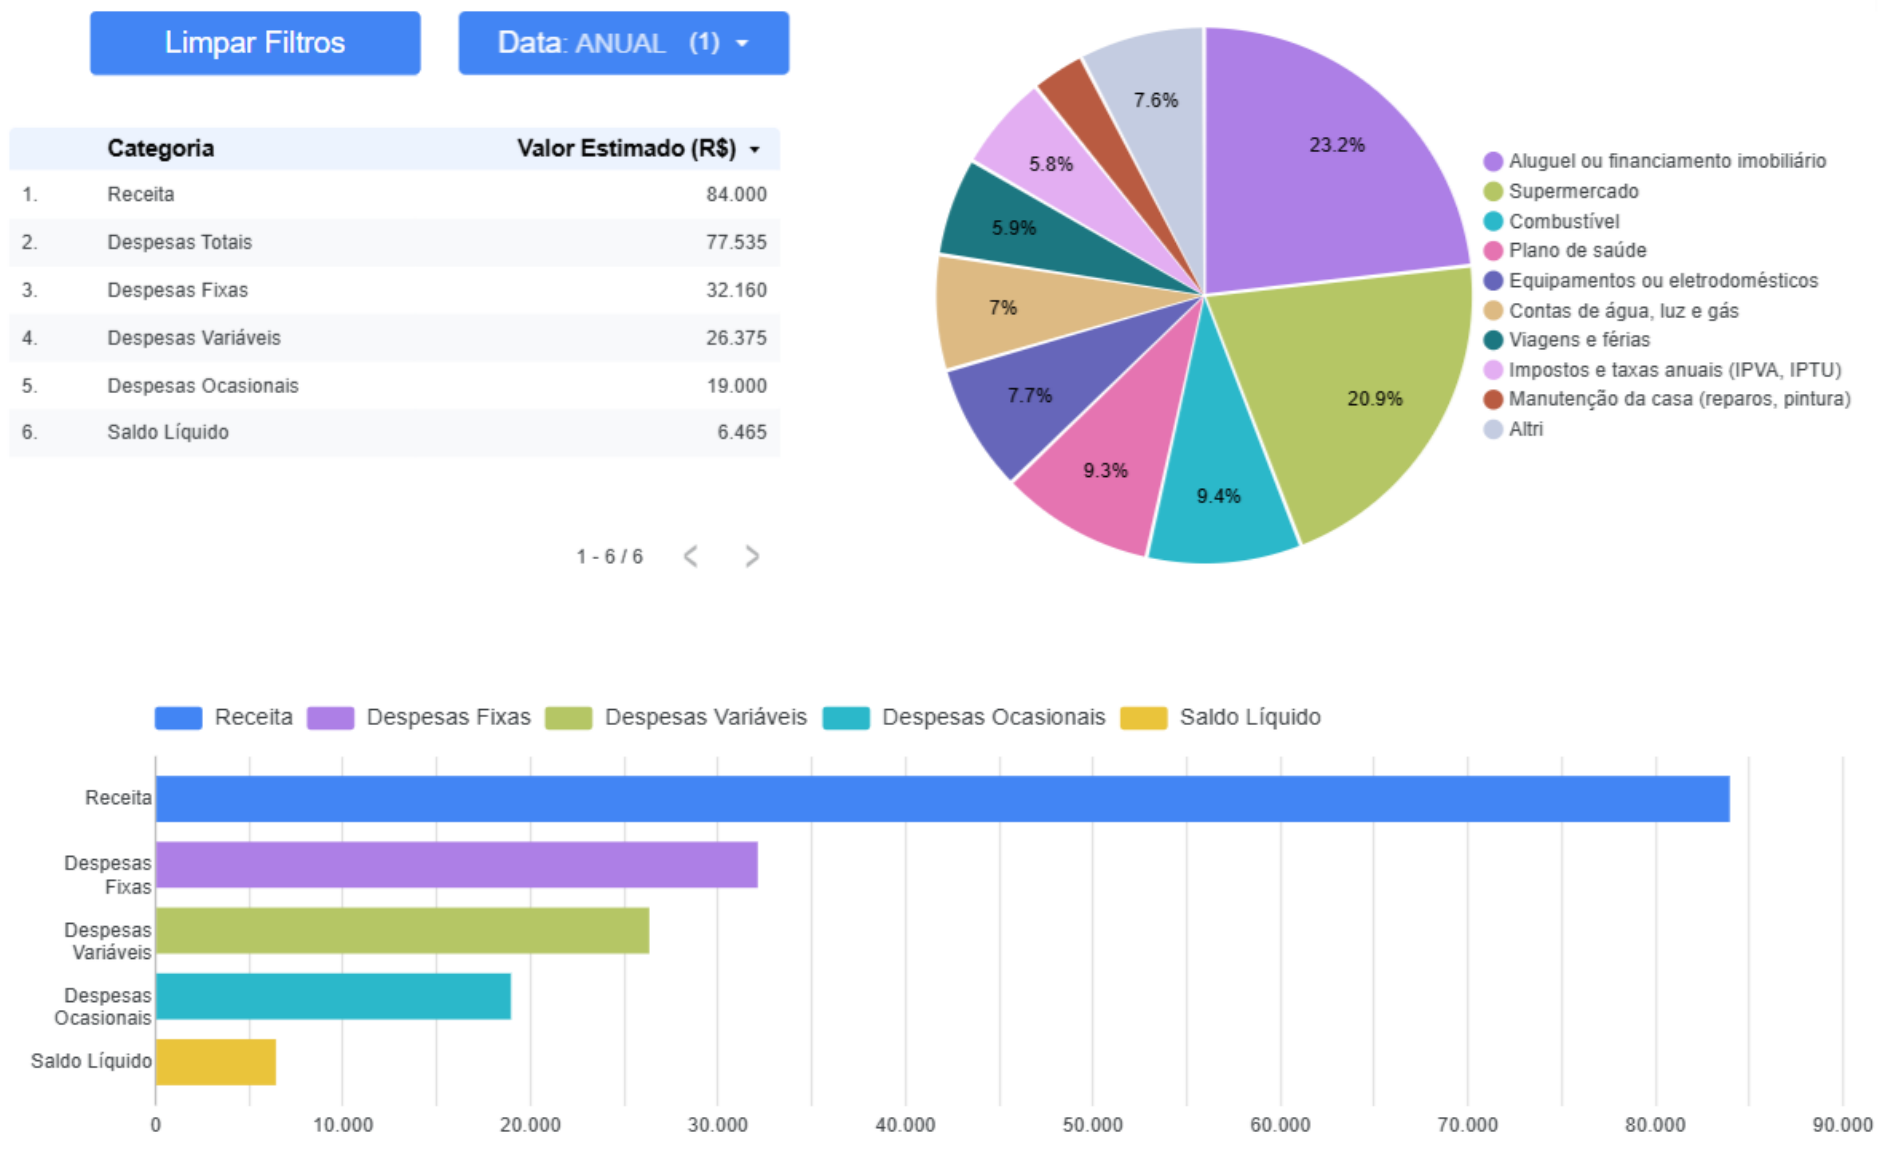 Limpar Filtros
Data: ANUAL (1)
Categoria Valor Estimado (R$)
1. Receita 84.000
2. Despesas Totais 77.535
3. Despesas Fixas 32.160
4. Despesas Variáveis 26.375
5. Despesas Ocasionais 19.000
6. Saldo Líquido 6.465
1 - 6 / 6
23.2%
20.9%
9.4%
9.3%
7.7%
7%
5.9%
5.8%
7.6%
Aluguel ou financiamento imobiliário
Supermercado
Combustível
Plano de saúde
Equipamentos ou eletrodomésticos
Contas de água, luz e gás
Viagens e férias
Impostos e taxas anuais (IPVA, IPTU)
Manutenção da casa (reparos, pintura)
Altri
Receita Despesas Fixas Despesas Variáveis Despesas Ocasionais Saldo Líquido
Receita
Despesas
Fixas
Despesas
Variáveis
Despesas
Ocasionais
Saldo Líquido
0 10.000 20.000 30.000 40.000 50.000 60.000 70.000 80.000 90.000